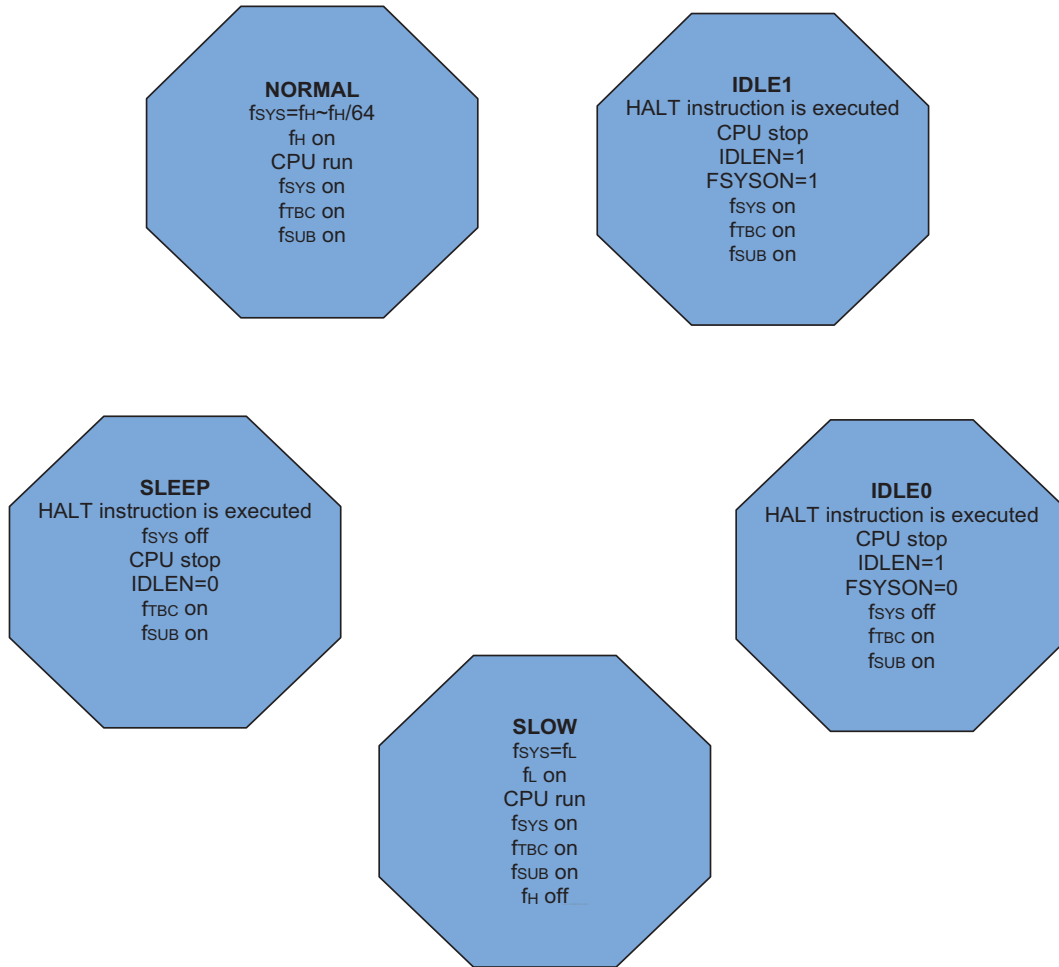 NORMAL
fSYS=fH~fH/64
fH on
CPU run
fSYS on
fTBC on
fSUB on
IDLE1
HALT instruction is executed
CPU stop
IDLEN=1
FSYSON=1
fSYS on
fTBC on
fSUB on
SLEEP
HALT instruction is executed
fSYS off
CPU stop
IDLEN=0
fTBC on
fSUB on
IDLE0
HALT instruction is executed
CPU stop
IDLEN=1
FSYSON=0
fSYS off
fTBC on
fSUB on
SLOW
fSYS=fL
fL on
CPU run
fSYS on
fTBC on
fSUB on
fH off